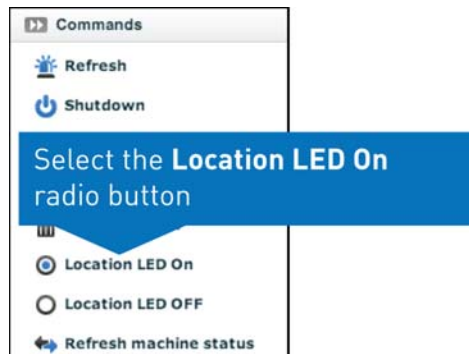 Commands
Refresh
Shutdown
Select the Location LED On
radio button
Location LED On
Location LED OFF
Refresh machine status